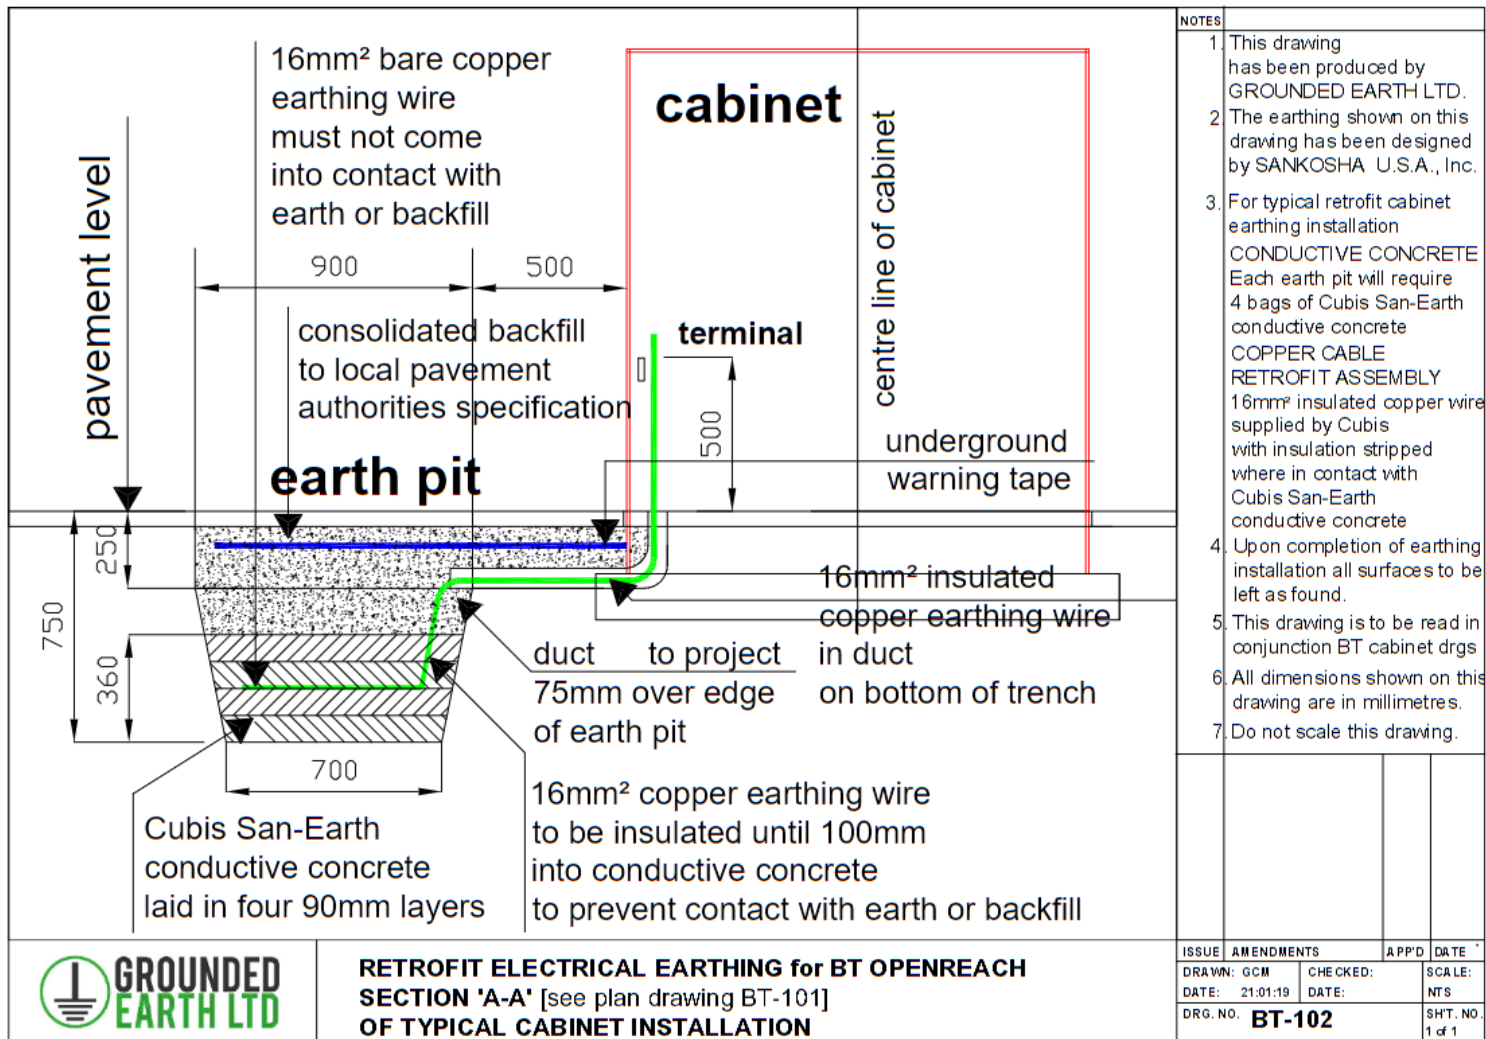 16mm² bare copper
earthing wire
must not come
into contact with
earth or backfill
cabinet
pavement level
centre line of cabinet
900
500
consolidated backfill
to local pavement
authorities specification
terminal
500
underground
warning tape
earth pit
250
750
360
700
16mm² insulated
copper earthing wire
in duct
on bottom of trench
duct to project
75mm over edge
of earth pit
16mm² copper earthing wire
to be insulated until 100mm
into conductive concrete
to prevent contact with earth or backfill
Cubis San-Earth
conductive concrete
laid in four 90mm layers
NOTES
1. This drawing
has been produced by
GROUNDED EARTH LTD.
2. The earthing shown on this
drawing has been designed
by SANKOSHA U.S.A., Inc.
3. For typical retrofit cabinet
earthing installation
CONDUCTIVE CONCRETE
Each earth pit will require
4 bags of Cubis San-Earth
conductive concrete
COPPER CABLE
RETROFIT ASSEMBLY
16mm² insulated copper wire
supplied by Cubis
with insulation stripped
where in contact with
Cubis San-Earth
conductive concrete
4. Upon completion of earthing
installation all surfaces to be
left as found.
5. This drawing is to be read in
conjunction BT cabinet drgs
6. All dimensions shown on this
drawing are in millimetres.
7. Do not scale this drawing.
ISSUE AMENDMENTS APP'D DATE
DRAWN: GCM CHECKED: SCALE:
DATE: 21:01:19 DATE: NTS
DRG. NO. BT-102 SH'T. NO.
1 of 1
GROUNDED
EARTH LTD
RETROFIT ELECTRICAL EARTHING for BT OPENREACH
SECTION 'A-A' [see plan drawing BT-101]
OF TYPICAL CABINET INSTALLATION